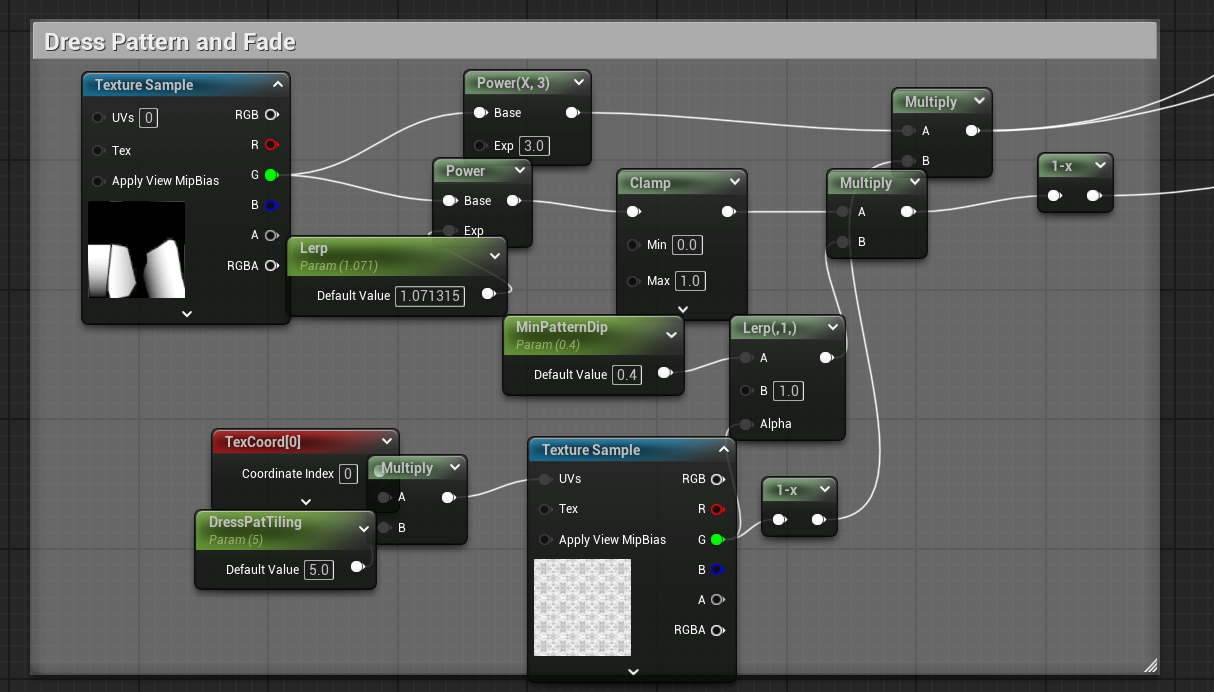 Dress Pattern and Fade
Texture Sample
UVs 0
RGB
Tex
R
Apply View MipBias
G
B
A
RGBA
Power(X, 3)
Base
Exp 3.0
Power
Base
Exp
Lerp
Param (1.071)
Default Value 1.071315
Clamp
Min 0.0
Max 1.0
Multiply
A
B
Multiply
A
B
1-x
MinPatternDip
Param (0.4)
Default Value 0.4
Lerp(,1,)
A
B 1.0
Alpha
TexCoord[0]
Coordinate Index 0
Multiply
A
B
DressPatTiling
Param (5)
Default Value 5.0
Texture Sample
UVs
RGB
Tex
R
Apply View MipBias
G
B
A
RGBA
1-x